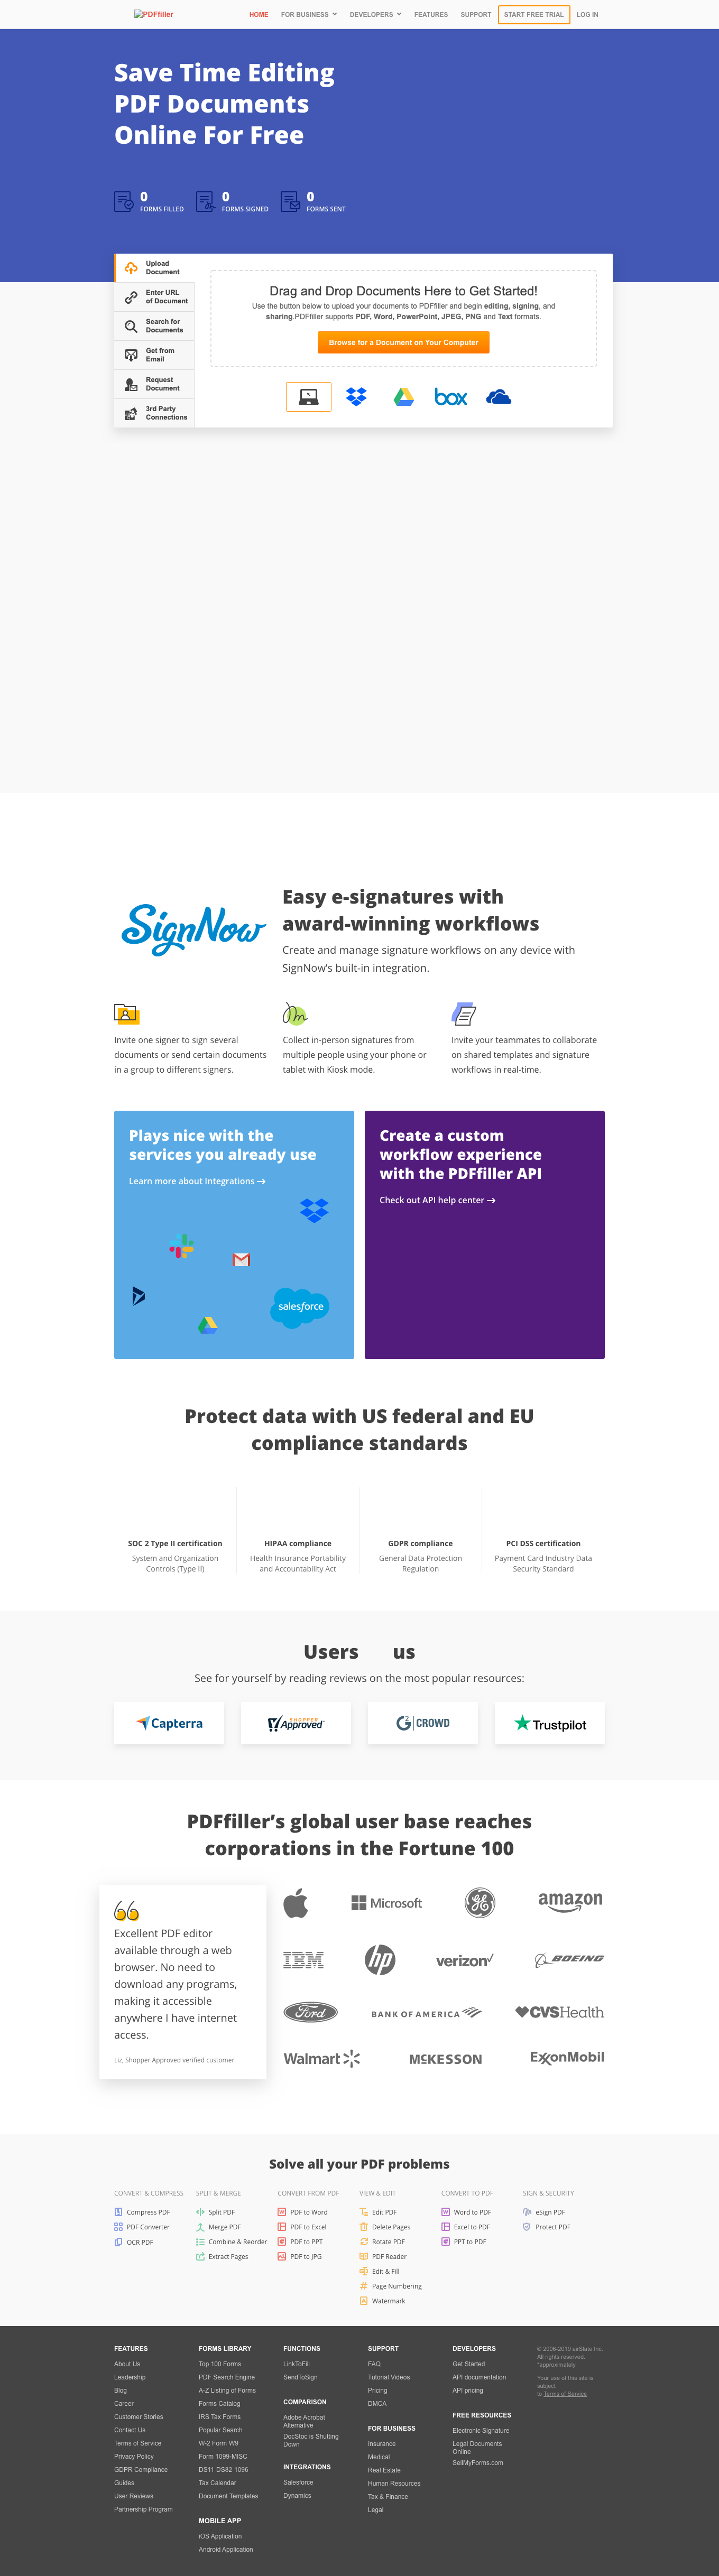 PDFfiller
HOME
FOR BUSINESS
DEVELOPERS
FEATURES
SUPPORT
START FREE TRIAL
LOG IN
Save Time Editing
PDF Documents
Online For Free
0
FORMS FILLED
0
FORMS SIGNED
0
FORMS SENT
Upload
Document
Enter URL
of Document
Search for
Documents
Get from
Email
Request
Document
3rd Party
Connections
Drag and Drop Documents Here to Get Started!
Use the button below to upload documents to PDFfiller and begin editing, signing, and
sharing.PDFfiller supports PDF, Word, PowerPoint, JPEG, PNG and Text formats.
Browse for a Document on Your Computer
box
SignNow
Easy e-signatures with
award-winning workflows
Create and manage signature workflows on any device with
SignNow’s built-in integration.
Invite one signer to sign several
documents or send certain documents
in a group to different signers.
Collect in-person signatures from
multiple people using your phone or
tablet with Kiosk mode.
Invite your teammates to collaborate
on shared templates and signature
workflows in real-time.
Plays nice with the
services you already use
Learn more about Integrations
salesforce
Create a custom
workflow experience
with the PDFfiller API
Check out API help center
Protect data with US federal and EU
compliance standards
SOC 2 Type II certification
System and Organization
Controls (Type II)
HIPAA compliance
Health Insurance Portability
and Accountability Act
GDPR compliance
General Data Protection
Regulation
PCI DSS certification
Payment Card Industry Data
Security Standard
Users us
See for yourself by reading reviews on the most popular resources:
Capterra
SHOPPER
Approved
G2 CROWD
Trustpilot
PDFfiller’s global user base reaches
corporations in the Fortune 100
Excellent PDF editor
available through a web
browser. No need to
download any programs,
making it accessible
anywhere I have internet
access.
Liz, Shopper Approved verified customer
Microsoft
GE
amazon
IBM
hp
verizon
BOEING
Ford
BANK OF AMERICA
CVSHealth
Walmart
MCKESSON
ExxonMobil
Solve all your PDF problems
CONVERT & COMPRESS
Compress PDF
PDF Converter
OCR PDF
SPLIT & MERGE
Split PDF
Merge PDF
Combine & Reorder
Extract Pages
CONVERT FROM PDF
PDF to Word
PDF to Excel
PDF to PPT
PDF to JPG
VIEW & EDIT
Edit PDF
Delete Pages
Rotate PDF
PDF Reader
Edit & Fill
Page Numbering
Watermark
CONVERT TO PDF
Word to PDF
Excel to PDF
PPT to PDF
SIGN & SECURITY
eSign PDF
Protect PDF
FEATURES
About Us
Leadership
Blog
Career
Customer Stories
Contact Us
Terms of Service
Privacy Policy
GDPR Compliance
Guides
User Reviews
Partnership Program
FORMS LIBRARY
Top 100 Forms
PDF Search Engine
A-Z Listing of Forms
Forms Catalog
IRS Tax Forms
Popular Search
W-2 Form W9
Form 1099-MISC
DS11 DS82 1096
Tax Calendar
Document Templates
MOBILE APP
iOS Application
Android Application
FUNCTIONS
LinkToFill
SendToSign
COMPARISON
Adobe Acrobat
Alternative
DocStoc is Shutting
Down
INTEGRATIONS
Salesforce
Dynamics
SUPPORT
FAQ
Tutorial Videos
Pricing
DMCA
FOR BUSINESS
Insurance
Medical
Real Estate
Human Resources
Tax & Finance
Legal
DEVELOPERS
Get Started
API documentation
API pricing
FREE RESOURCES
Electronic Signature
Legal Documents
Online
SellMyForms.com
© 2006-2019 airSlate Inc.
All rights reserved.
*approximately
Your use of this site is
subject
to Terms of Service